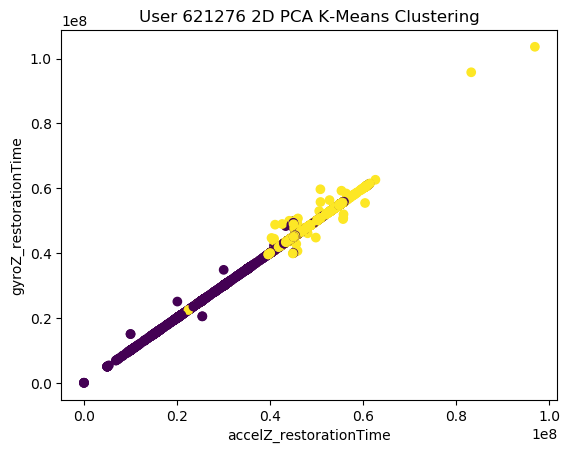 User 621276 2D PCA K-Means Clustering
1e8
1.0
0.8
0.6
0.4
0.2
0.0
gyroZ_restorationTime
0.0 0.2 0.4 0.6 0.8 1.0
1e8
accelZ_restorationTime